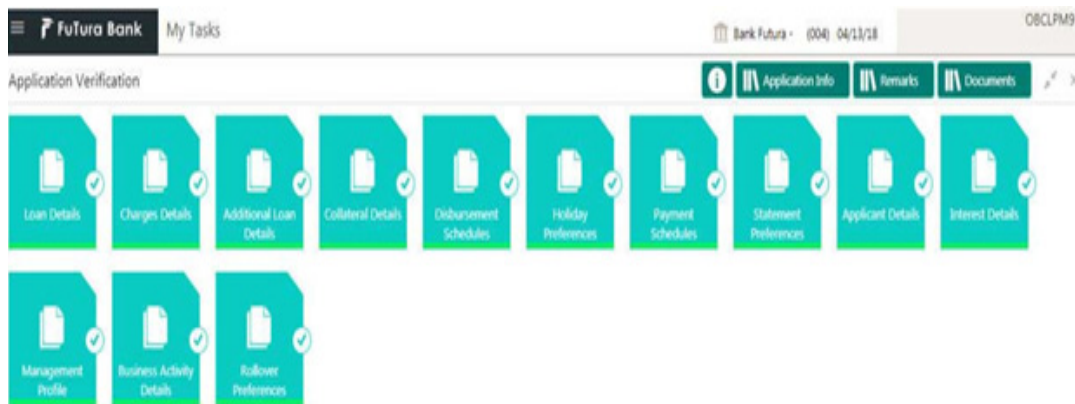 FuTura Bank My Tasks Bank Futura - (004) 04/13/18 OBCLPM9
Application Verification i Application Info Remarks Documents
Loan Details Charges Details Additional Loan Details Collateral Details Disbursement Schedules Holiday Preferences Payment Schedules Statement Preferences Applicant Details Interest Details
Management Profile Business Activity Details Rollover Preferences